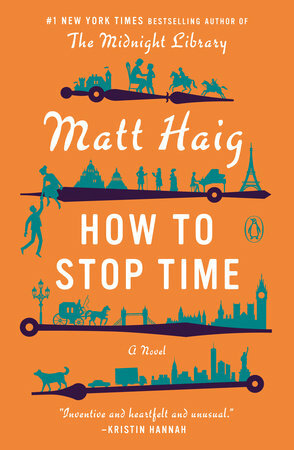 #1 NEW YORK TIMES BESTSELLING AUTHOR OF
The Midnight Library
Matt Haig
HOW TO
STOP TIME
A Novel
"Inventive and heartfelt and unusual."
–KRISTIN HANNAH